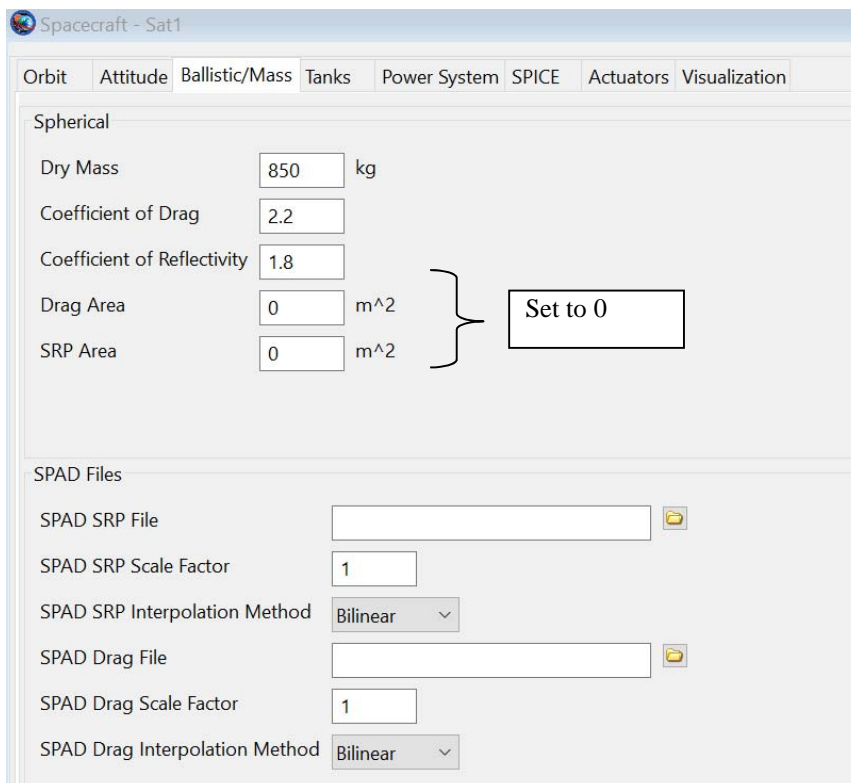 Spacecraft - Sat1
Orbit Attitude Ballistic/Mass Tanks Power System SPICE Actuators Visualization
Spherical
Dry Mass 850 kg
Coefficient of Drag 2.2
Coefficient of Reflectivity 1.8
Drag Area 0 m^2
Set to 0
SRP Area 0 m^2
SPAD Files
SPAD SRP File
SPAD SRP Scale Factor 1
SPAD SRP Interpolation Method Bilinear
SPAD Drag File
SPAD Drag Scale Factor 1
SPAD Drag Interpolation Method Bilinear